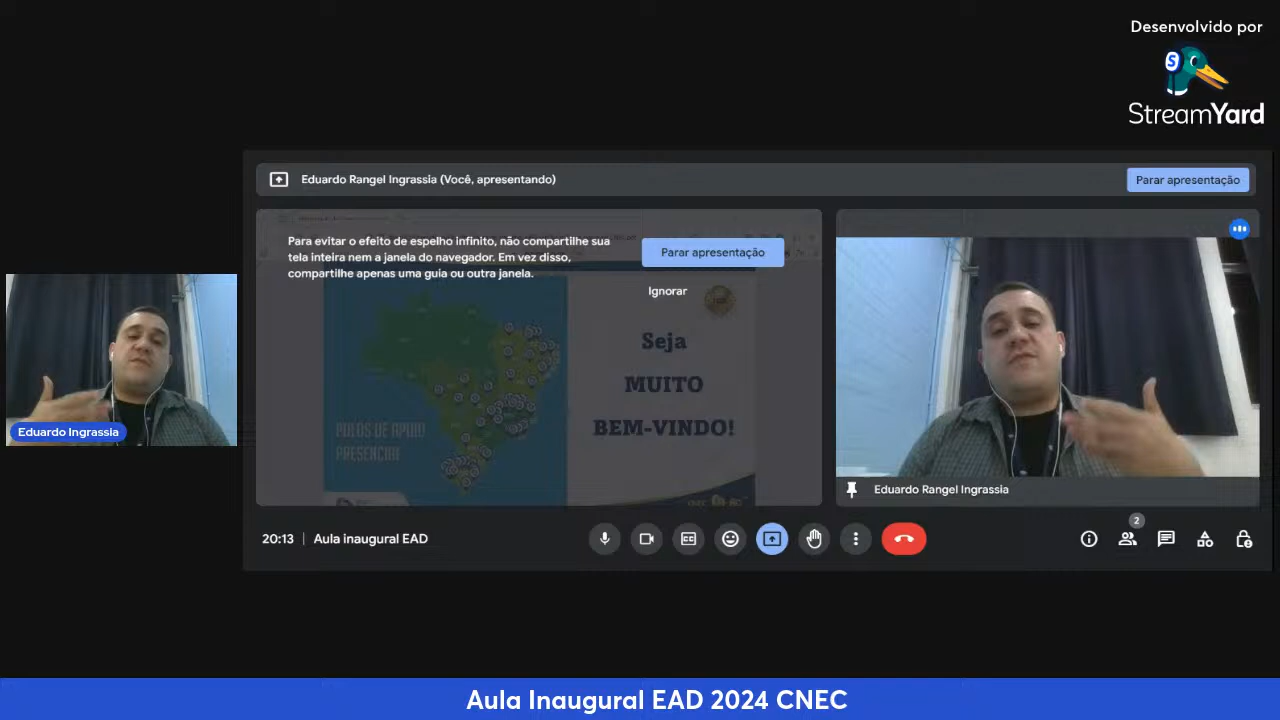 Desenvolvido por
StreamYard
Eduardo Rangel Ingrassia (Você, apresentando)
Parar apresentação
Para evitar o efeito de espelho infinito, não compartilhe sua
tela inteira nem a janela do navegador. Em vez disso,
compartilhe apenas uma guia ou outra janela.
Parar apresentação
Ignorar
Seja
MUITO
BEM-VINDO!
POLOS DE APOIO
PRESENCIAL
Eduardo Ingrassia
Eduardo Rangel Ingrassia
20:13 | Aula inaugural EAD
2
Aula Inaugural EAD 2024 CNEC